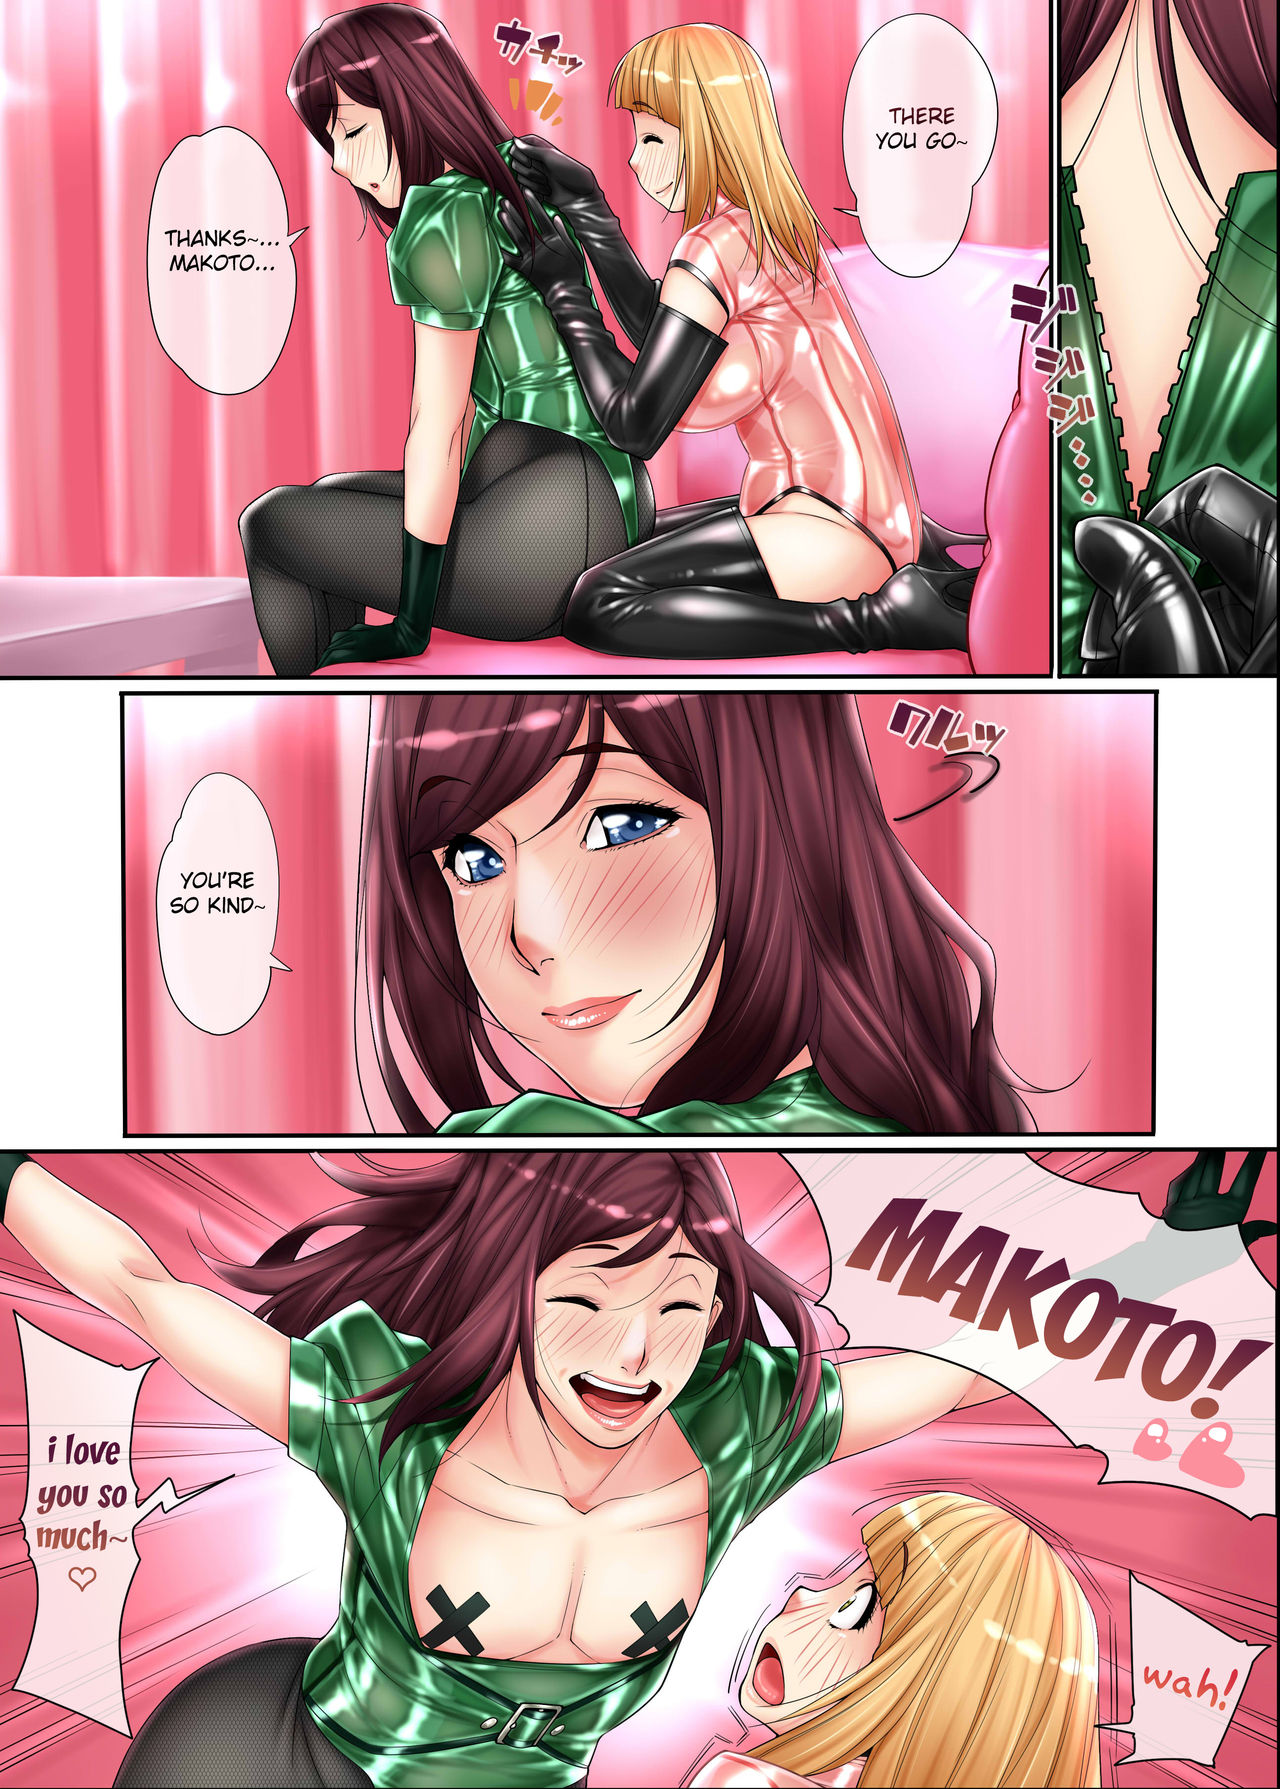 ジ
ジジ
ジ....
カチッ
THERE
YOU GO~
THANKS~...
MAKOTO...
クルッ
YOU'RE
SO KIND~
MAKOTO!
i love
you so
much~
♡
wah!